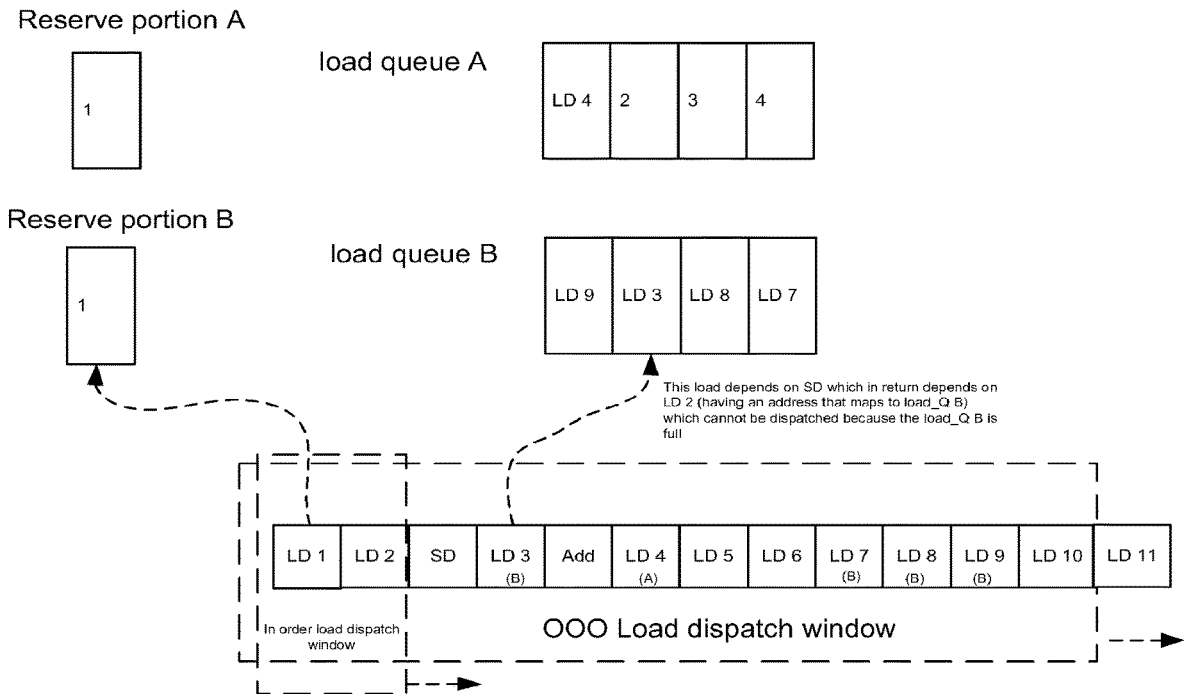 Reserve portion A
load queue A
1
LD 4 2 3 4
Reserve portion B
load queue B
1
LD 9 LD 3 LD 8 LD 7
This load depends on SD which in return depends on
LD 2 (having an address that maps to load_Q B)
which cannot be dispatched because the load_Q B is
full
LD 1 LD 2 SD LD 3 Add LD 4 LD 5 LD 6 LD 7 LD 8 LD 9 LD 10 LD 11
(B) (A) (B) (B) (B)
In order load dispatch
window
OOO Load dispatch window